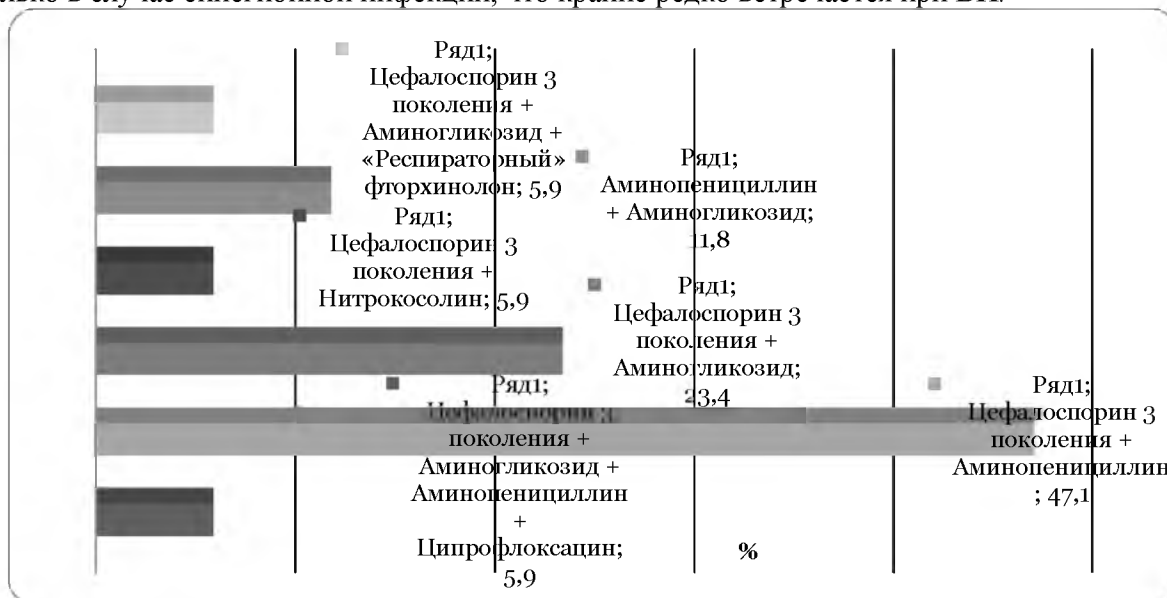 Ряд1;
Цефалоспорин 3
поколения +
Аминогликозид +
«Респираторный»
фторхинолон; 5,9
Ряд1;
Аминопенициллин
+ Аминогликозид;
11,8
Ряд1;
Цефалоспорин 3
поколения +
Нитрокосолин; 5,9
Ряд1;
Цефалоспорин 3
поколения +
Аминогликозид;
23,4
Ряд1;
Цефалоспорин 3
поколения +
Аминогликозид +
Аминопенициллин
+
Ципрофлоксацин;
5,9
Ряд1;
Цефалоспорин 3
поколения +
Аминопенициллин
; 47,1
%